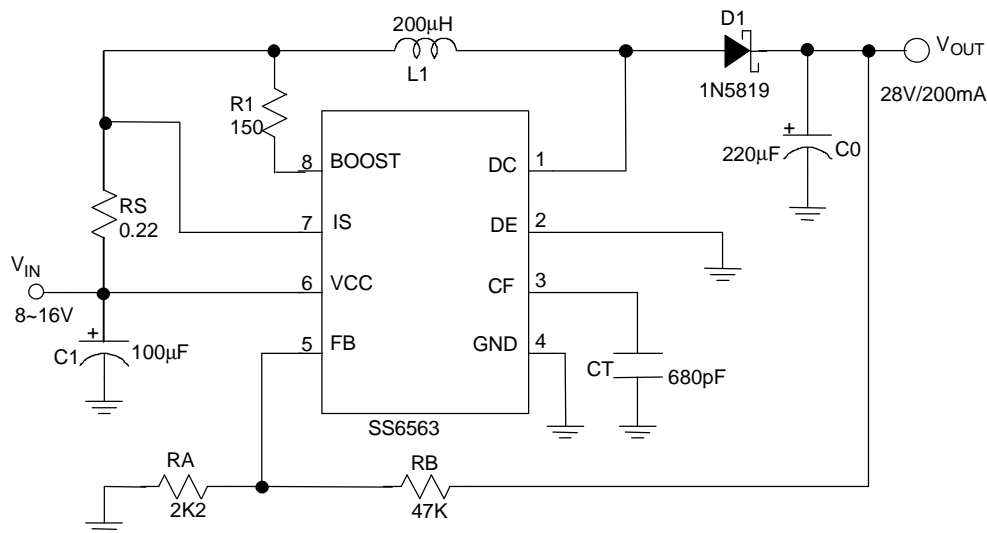 200µH
L1
D1
1N5819
VOUT
28V/200mA
R1
150
8
BOOST
DC
1
220µF
+
C0
RS
0.22
7
IS
DE
2
VIN
8~16V
6
VCC
CF
3
+
C1
100µF
5
FB
GND
4
CT
680pF
SS6563
RA
2K2
RB
47K